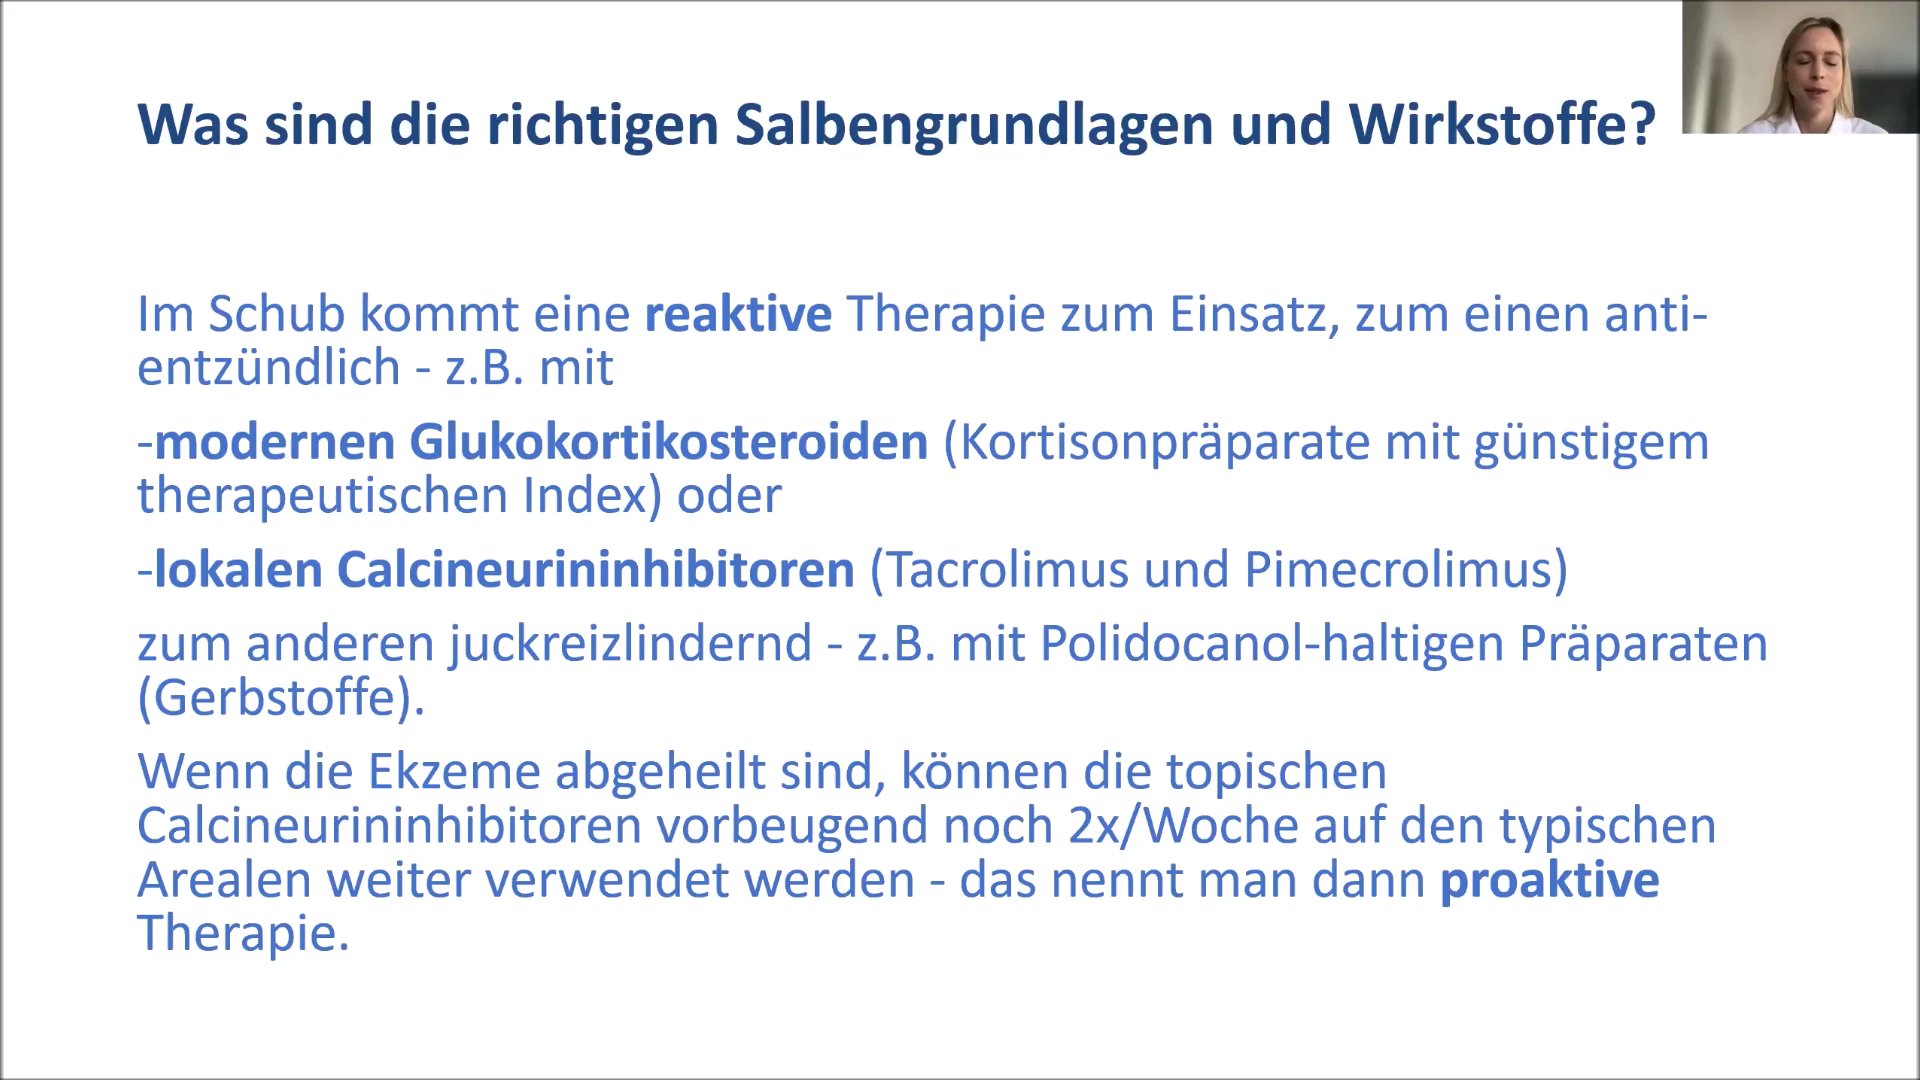 Was sind die richtigen Salbengrundlagen und Wirkstoffe?
Im Schub kommt eine reaktive Therapie zum Einsatz, zum einen anti-
entzündlich - z.B. mit
-modernen Glukokortikosteroiden (Kortisonpräparate mit günstigem
therapeutischen Index) oder
-lokalen Calcineurininhibitoren (Tacrolimus und Pimecrolimus)
zum anderen juckreizlindernd - z.B. mit Polidocanol-haltigen Präparaten
(Gerbstoffe).
Wenn die Ekzeme abgeheilt sind, können die topischen
Calcineurininhibitoren vorbeugend noch 2x/Woche auf den typischen
Arealen weiter verwendet werden - das nennt man dann proaktive
Therapie.